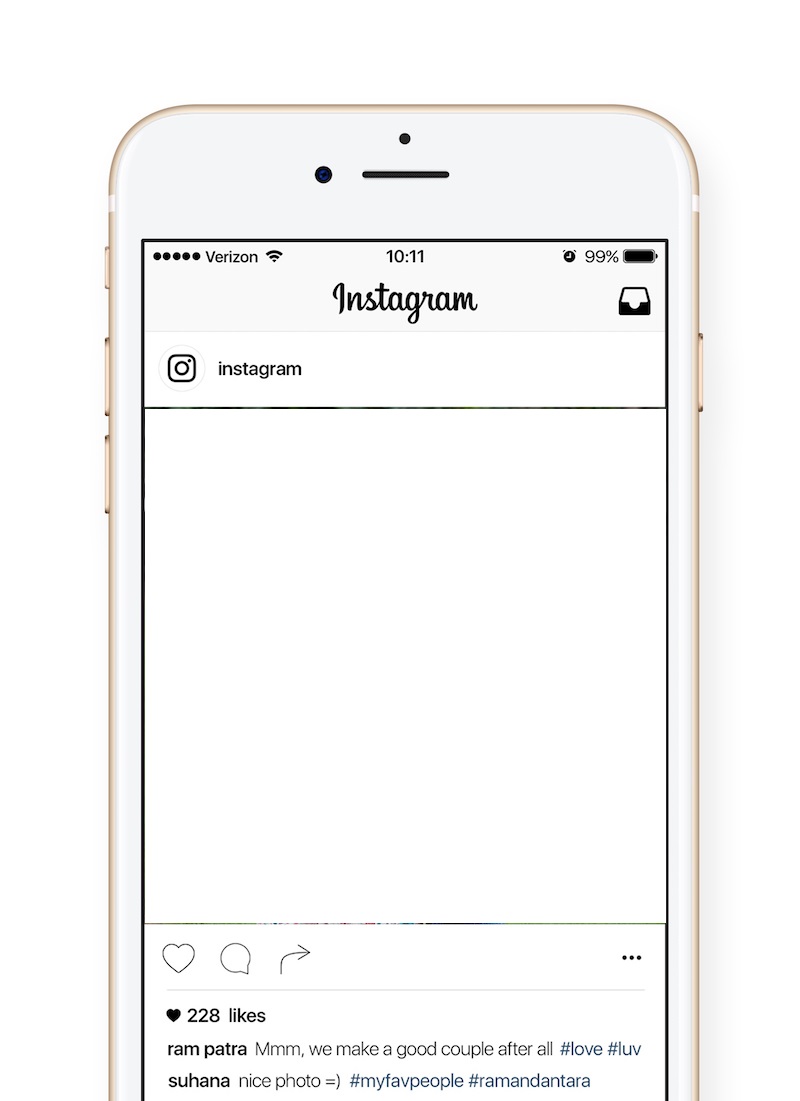 Verizon 10:11 99%
Instagram
instagram
228 likes
ram patra Mmm, we make a good couple after all #love #luv
suhana nice photo =) #myfavpeople #ramandantara